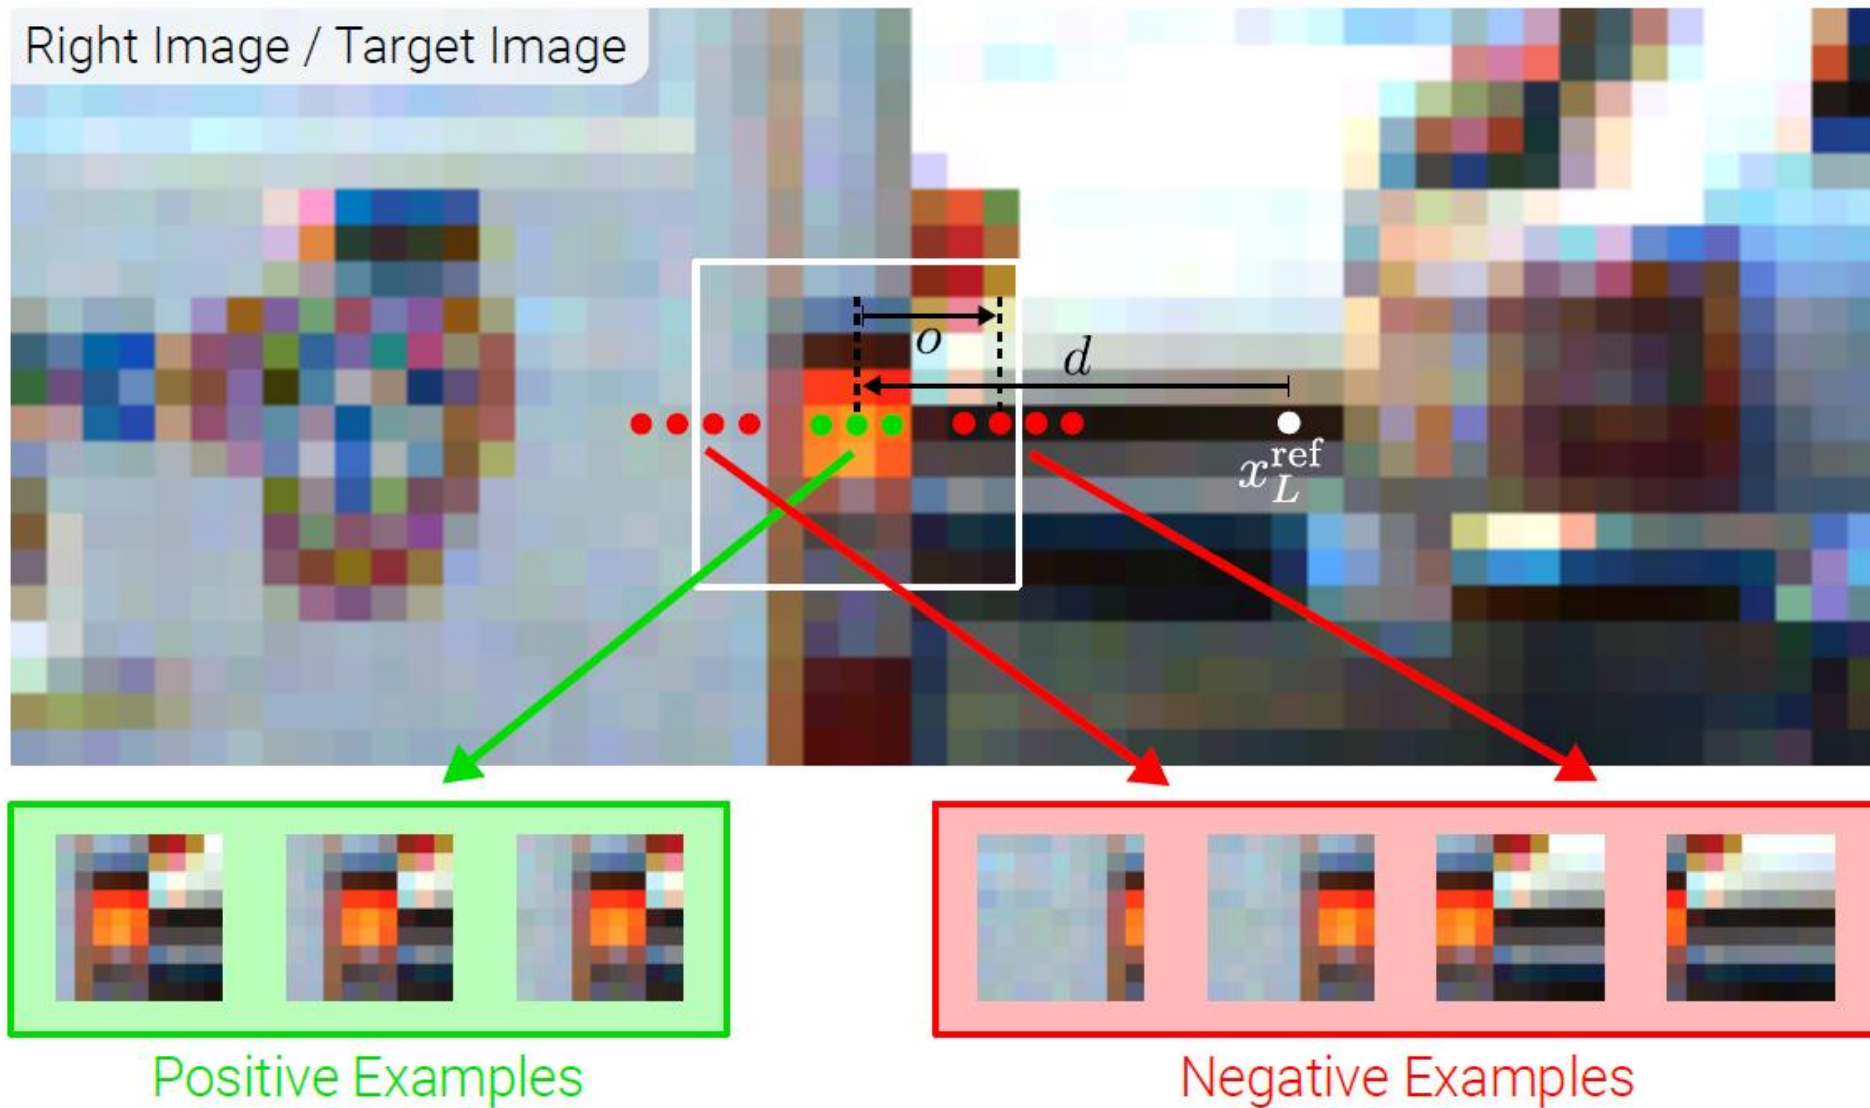 Right Image / Target Image
o
d
x_L^ref
Positive Examples
Negative Examples